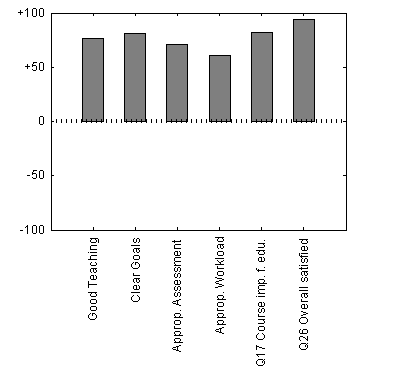 +100
+50
0
-50
-100
Good Teaching
Clear Goals
Approp. Assessment
Approp. Workload
Q17 Course imp. f. edu.
Q26 Overall satisfied